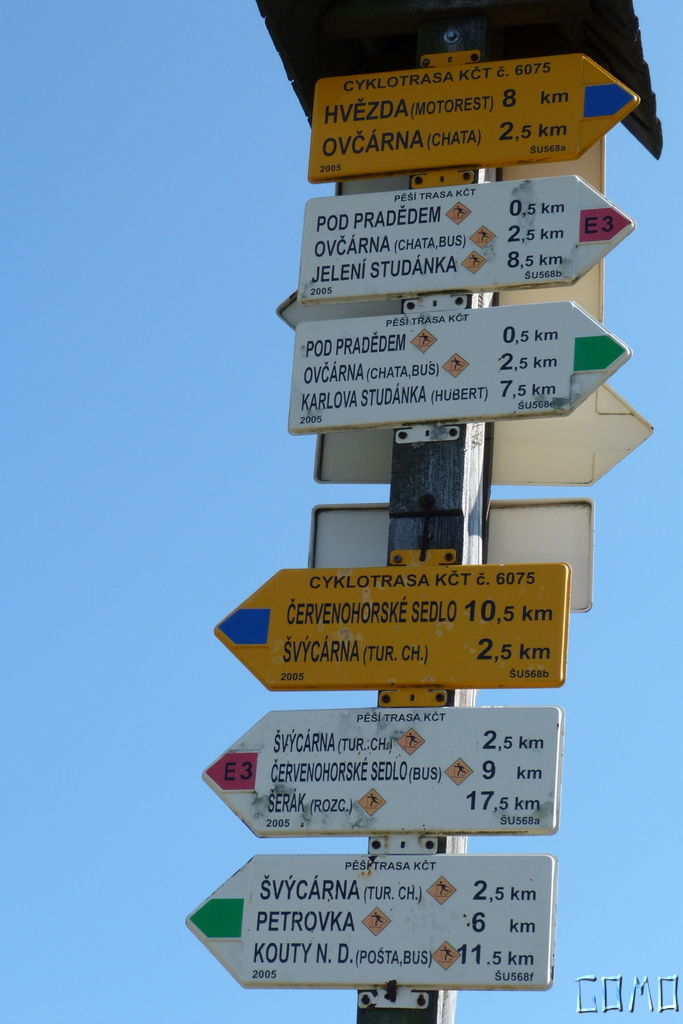 CYKLOTRASA KČT č. 6075
HVĚZDA (MOTOREST) 8 km
OVČÁRNA (CHATA) 2,5 km
2005 ŠU568a
PĚŠÍ TRASA KČT
POD PRADĚDEM 0,5 km
OVČÁRNA (CHATA,BUS) 2,5 km E3
JELENÍ STUDÁNKA 8,5 km
2005 ŠU568b
PĚŠÍ TRASA KČT
POD PRADĚDEM 0,5 km
OVČÁRNA (CHATA,BUS) 2,5 km
KARLOVA STUDÁNKA (HUBERT) 7,5 km
2005 ŠU568e
CYKLOTRASA KČT č. 6075
ČERVENOHORSKÉ SEDLO 10,5 km
ŠVÝCÁRNA (TUR. CH.) 2,5 km
2005 ŠU568b
PĚŠÍ TRASA KČT
ŠVÝCÁRNA (TUR. CH.) 2,5 km
E3 ČERVENOHORSKÉ SEDLO (BUS) 9 km
ŠERÁK (ROZC.) 17,5 km
2005 ŠU568a
PĚŠÍ TRASA KČT
ŠVÝCÁRNA (TUR. CH.) 2,5 km
PETROVKA 6 km
KOUTY N. D. (POŠTA,BUS) 11.5 km
2005 ŠU568f
GOMO